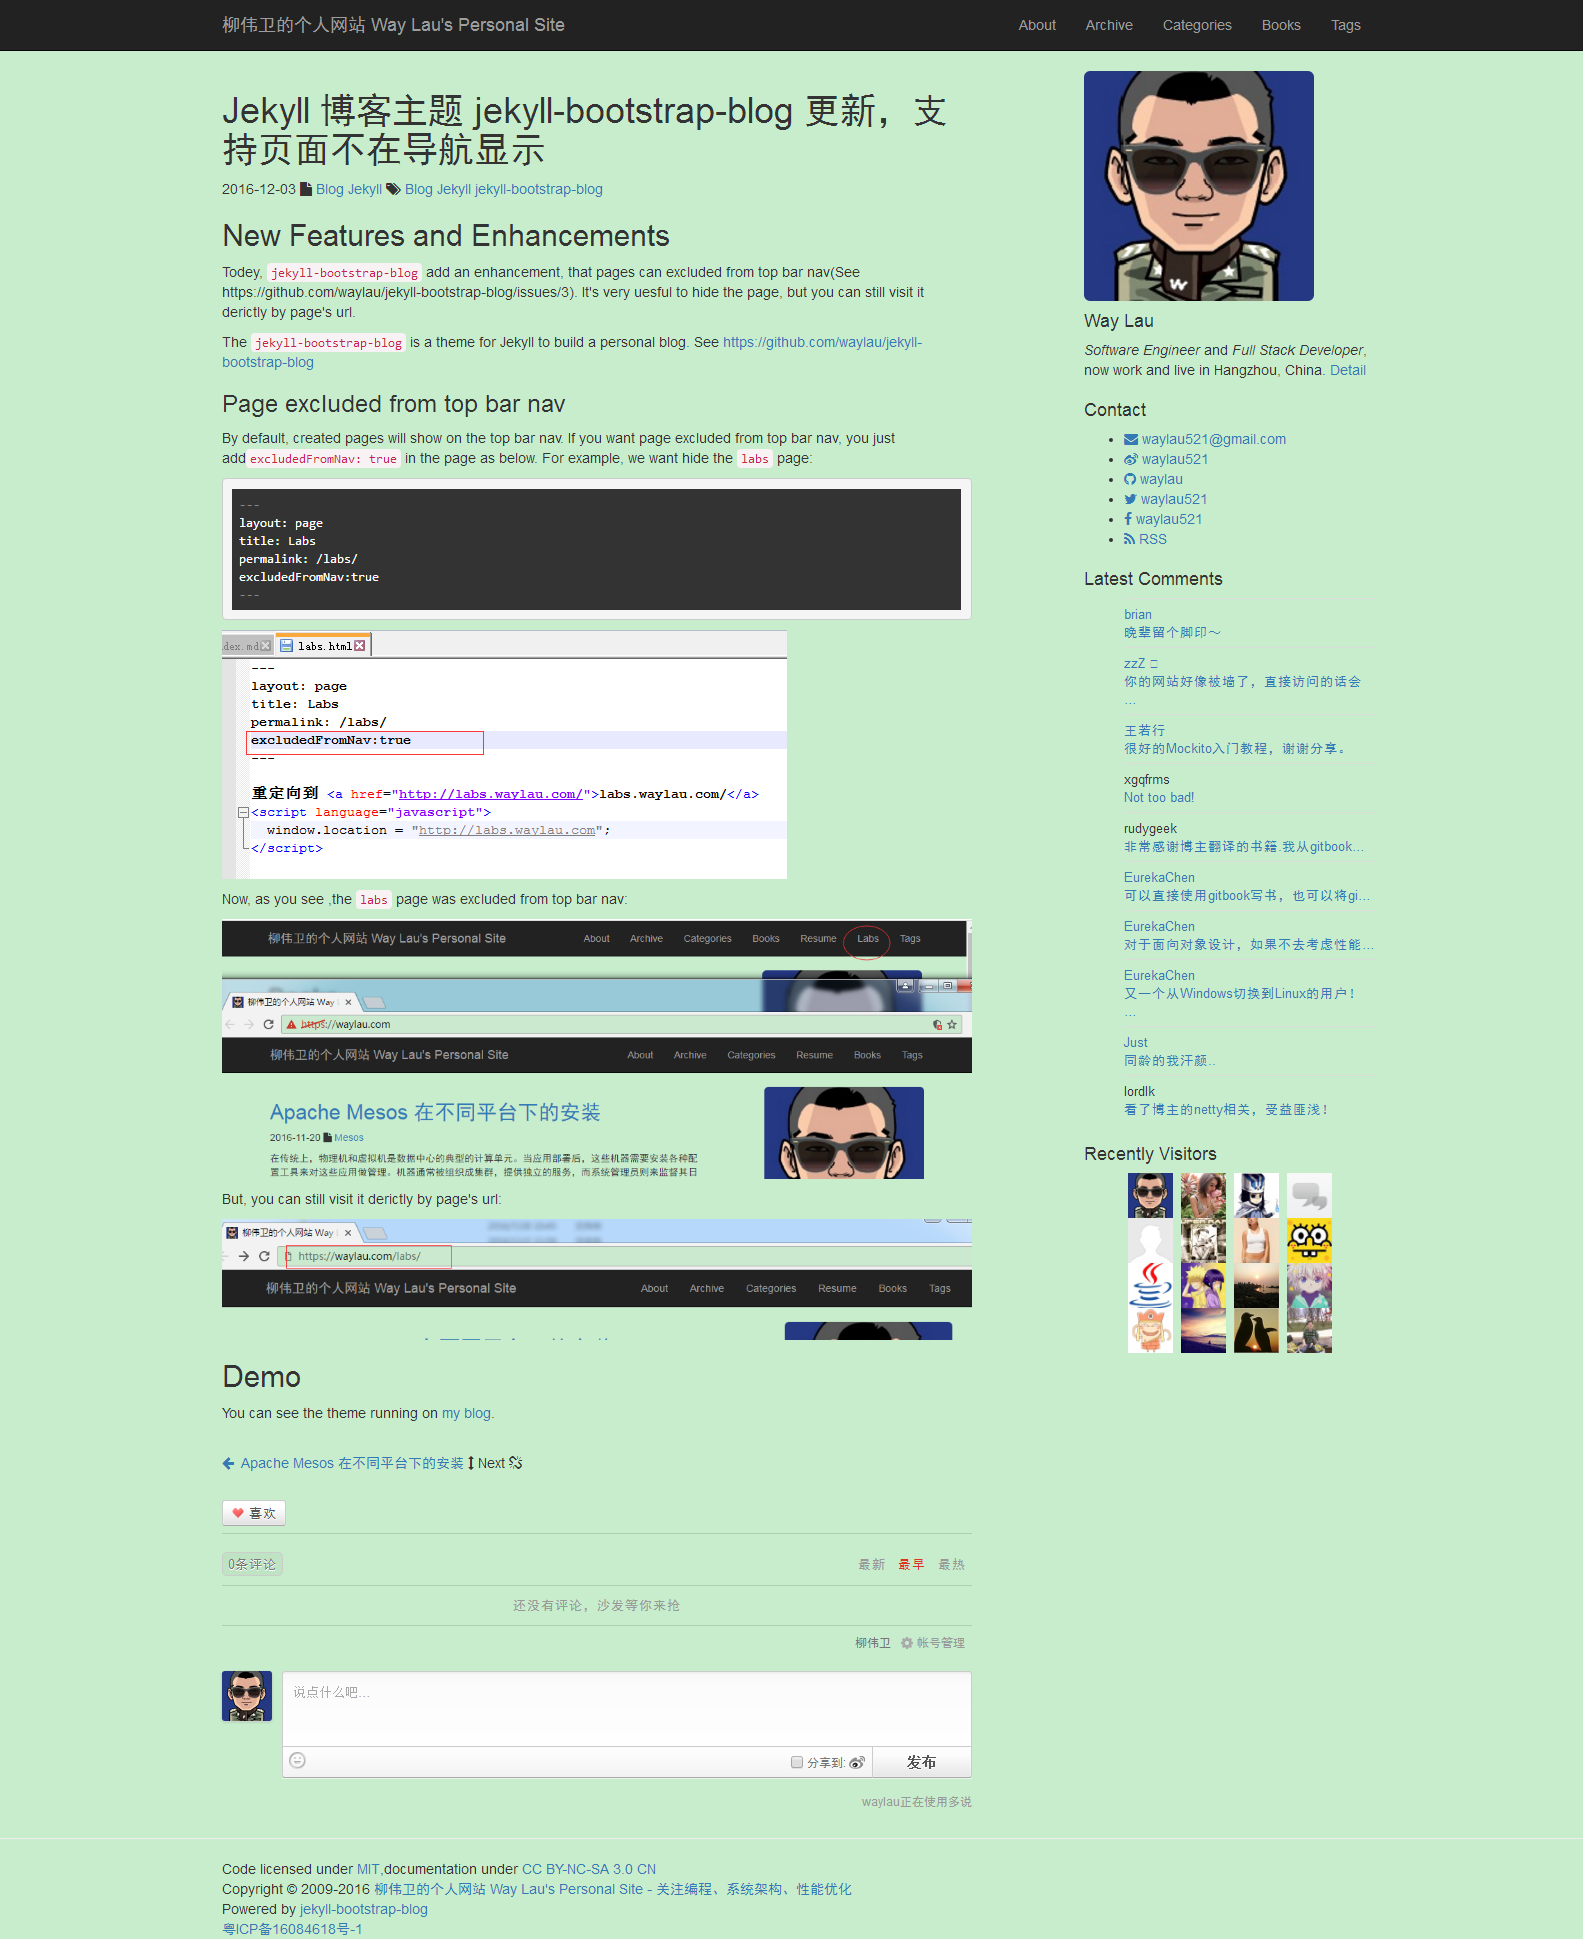 柳伟卫的个人网站 Way Lau's Personal Site
About Archive Categories Books Tags
Jekyll 博客主题 jekyll-bootstrap-blog 更新，支
持页面不在导航显示
2016-12-03 Blog Jekyll Blog Jekyll jekyll-bootstrap-blog
New Features and Enhancements
Todey, jekyll-bootstrap-blog add an enhancement, that pages can excluded from top bar nav(See
https://github.com/waylau/jekyll-bootstrap-blog/issues/3). It's very uesful to hide the page, but you can still visit it
derictly by page's url.
The jekyll-bootstrap-blog is a theme for Jekyll to build a personal blog. See https://github.com/waylau/jekyll-
bootstrap-blog
Page excluded from top bar nav
By default, created pages will show on the top bar nav. If you want page excluded from top bar nav, you just
add excludedFromNav: true in the page as below. For example, we want hide the labs page:
---
layout: page
title: Labs
permalink: /labs/
excludedFromNav:true
---
dex.md labs.html
---
layout: page
title: Labs
permalink: /labs/
excludedFromNav:true
---
重定向到 <a href="http://labs.waylau.com/">labs.waylau.com/</a>
<script language="javascript">
window.location = "http://labs.waylau.com";
</script>
Now, as you see ,the labs page was excluded from top bar nav:
柳伟卫的个人网站 Way Lau's Personal Site
About Archive Categories Books Resume Labs Tags
柳伟卫的个人网站 Way
https://waylau.com
柳伟卫的个人网站 Way Lau's Personal Site
About Archive Categories Resume Books Tags
Apache Mesos 在不同平台下的安装
2016-11-20 Mesos
在传统上，物理机和虚拟机是数据中心的典型的计算单元。当应用部署后，这些机器需要安装各种配
置工具来对这些应用做管理。机器通常被组织成集群，提供独立的服务，而系统管理员则来监督其日
But, you can still visit it derictly by page's url:
柳伟卫的个人网站 Way
https://waylau.com/labs/
柳伟卫的个人网站 Way Lau's Personal Site
About Archive Categories Resume Books Tags
Demo
You can see the theme running on my blog.
Apache Mesos 在不同平台下的安装 Next
喜欢
0条评论
最新 最早 最热
还没有评论，沙发等你来抢
柳伟卫 帐号管理
说点什么吧...
分享到: 发布
waylau正在使用多说
Way Lau
Software Engineer and Full Stack Developer,
now work and live in Hangzhou, China. Detail
Contact
waylau521@gmail.com
waylau521
waylau
waylau521
waylau521
RSS
Latest Comments
brian
晚辈留个脚印～
zzZ
你的网站好像被墙了，直接访问的话会
...
王若行
很好的Mockito入门教程，谢谢分享。
xgqfrms
Not too bad!
rudygeek
非常感谢博主翻译的书籍.我从gitbook...
EurekaChen
可以直接使用gitbook写书，也可以将gi...
EurekaChen
对于面向对象设计，如果不去考虑性能...
EurekaChen
又一个从Windows切换到Linux的用户！
...
Just
同龄的我汗颜..
lordlk
看了博主的netty相关，受益匪浅！
Recently Visitors
Code licensed under MIT,documentation under CC BY-NC-SA 3.0 CN
Copyright © 2009-2016 柳伟卫的个人网站 Way Lau's Personal Site - 关注编程、系统架构、性能优化
Powered by jekyll-bootstrap-blog
粤ICP备16084618号-1